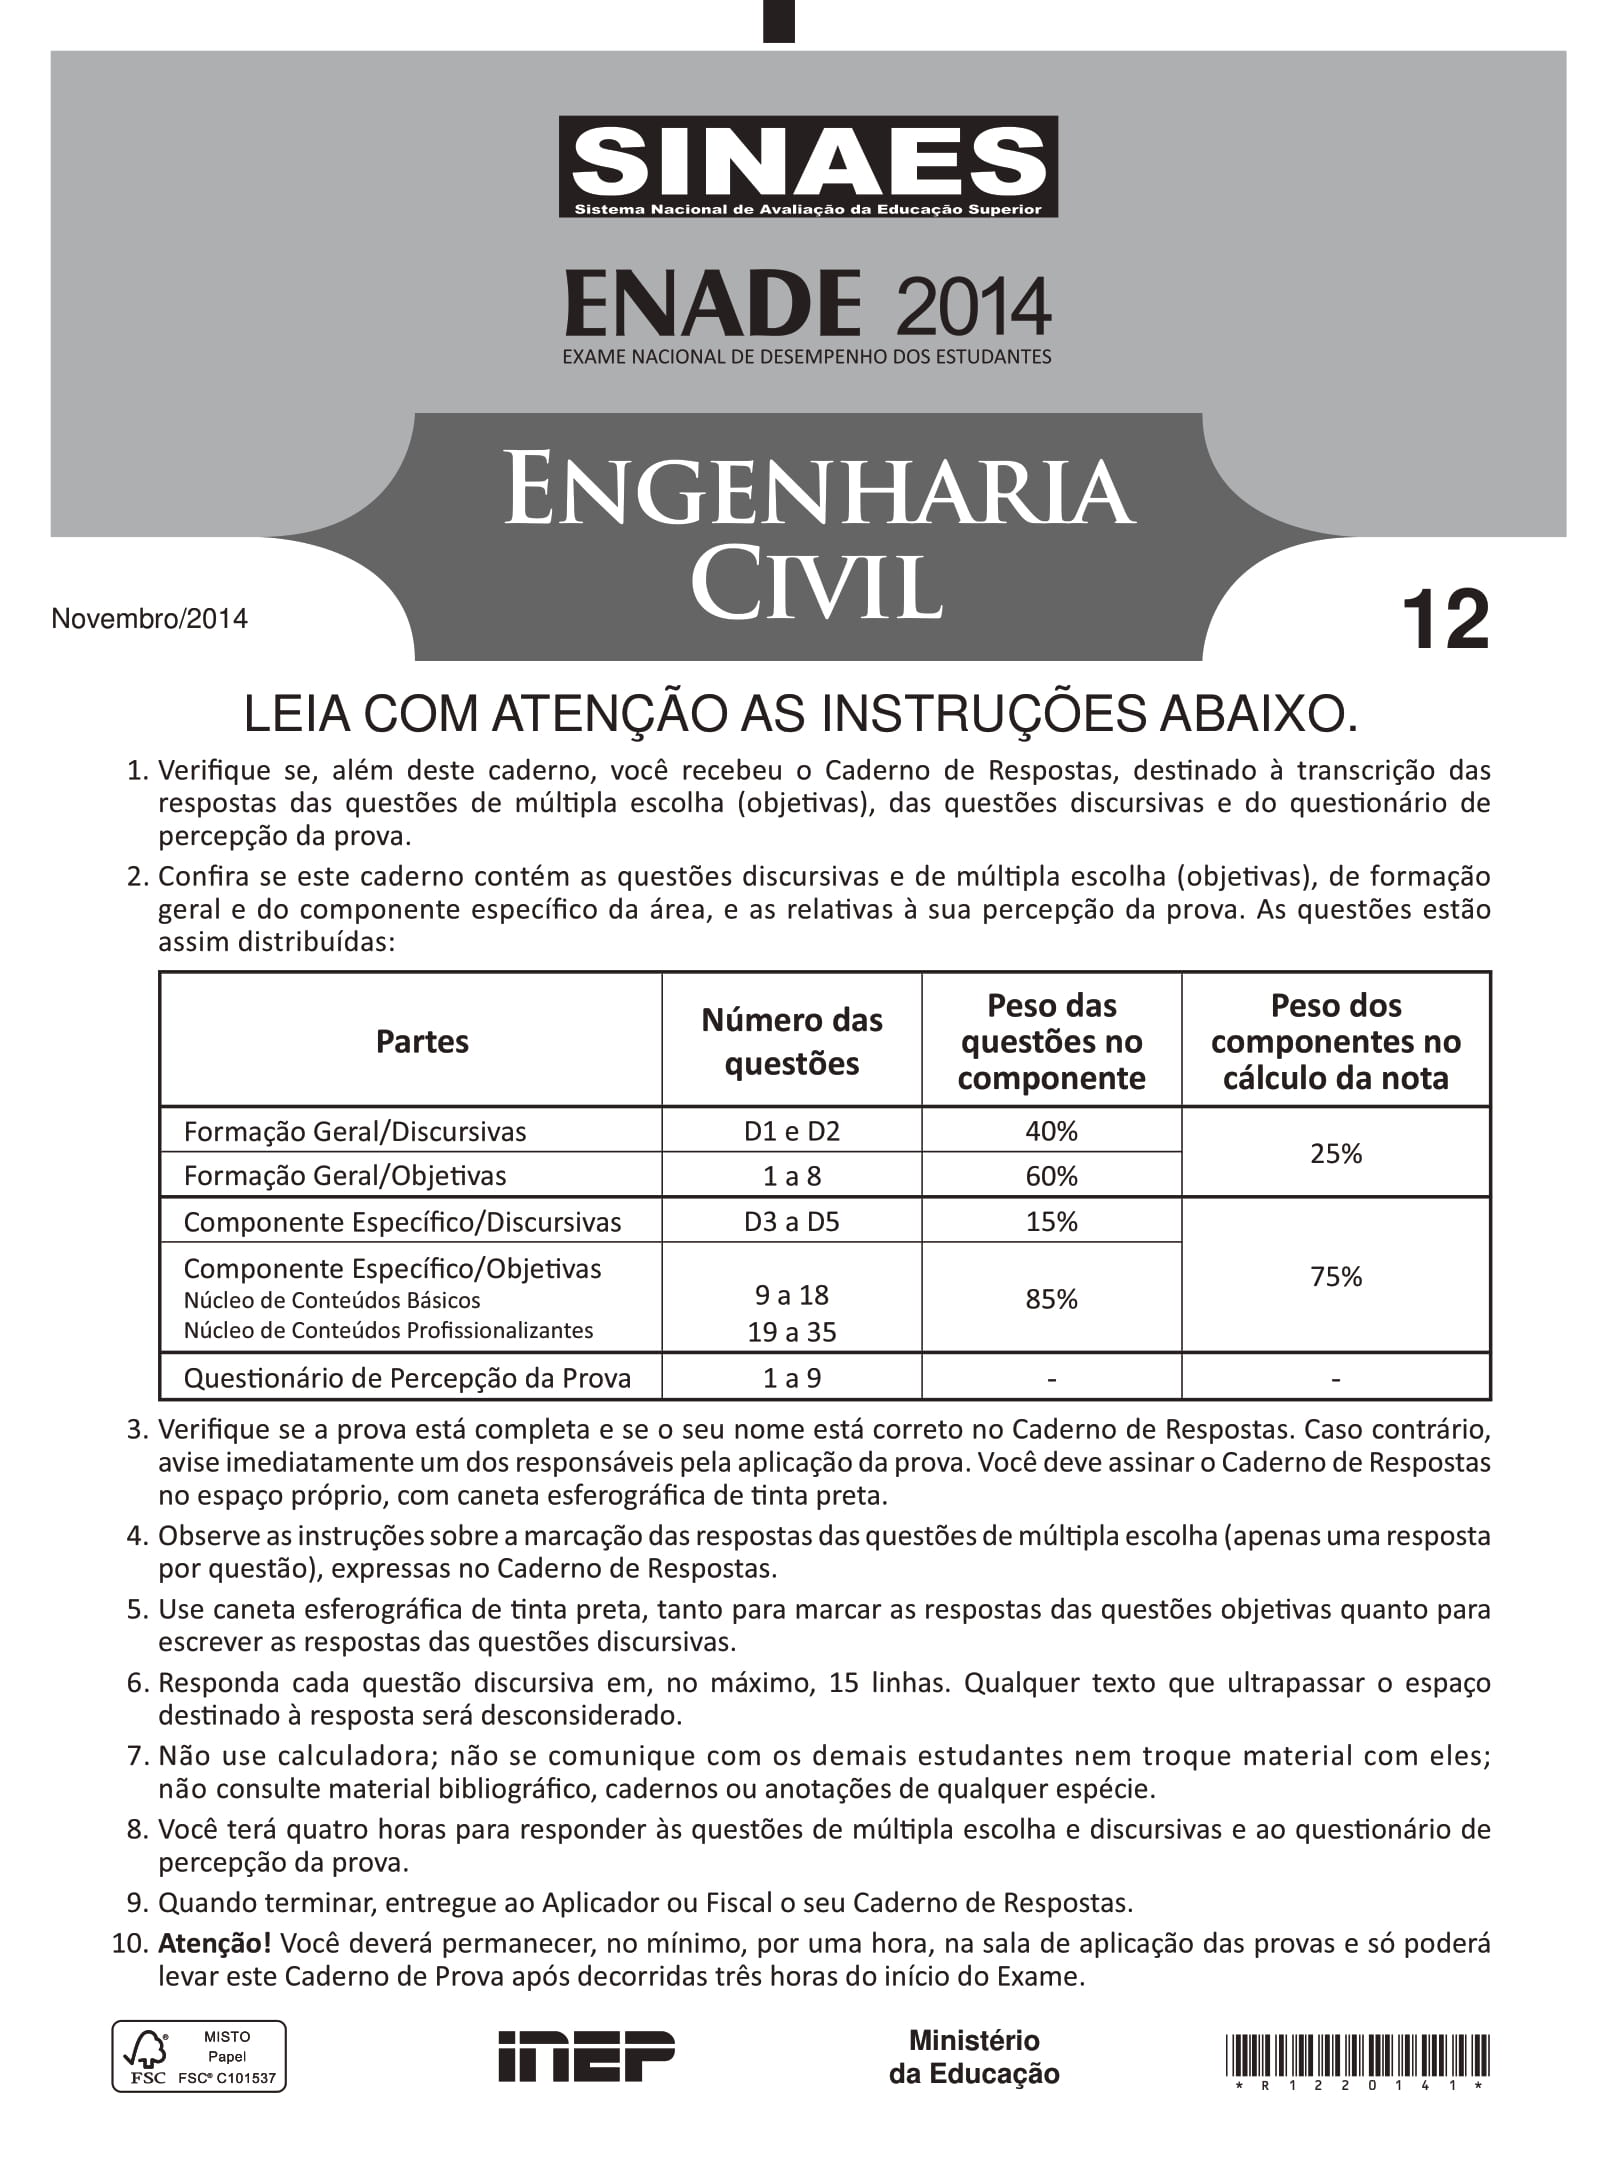 SINAES
Sistema Nacional de Avaliação da Educação Superior
ENADE 2014
EXAME NACIONAL DE DESEMPENHO DOS ESTUDANTES
ENGENHARIA
CIVIL
Novembro/2014
12
LEIA COM ATENÇÃO AS INSTRUÇÕES ABAIXO.
1. Verifique se, além deste caderno, você recebeu o Caderno de Respostas, destinado à transcrição das
respostas das questões de múltipla escolha (objetivas), das questões discursivas e do questionário de
percepção da prova.
2. Confira se este caderno contém as questões discursivas e de múltipla escolha (objetivas), de formação
geral e do componente específico da área, e as relativas à sua percepção da prova. As questões estão
assim distribuídas:
Partes
Número das
questões
Peso das
questões no
componente
Peso dos
componentes no
cálculo da nota
Formação Geral/Discursivas
D1 e D2
40%
25%
Formação Geral/Objetivas
1 a 8
60%
Componente Específico/Discursivas
D3 a D5
15%
75%
Componente Específico/Objetivas
Núcleo de Conteúdos Básicos
Núcleo de Conteúdos Profissionalizantes
9 a 18
19 a 35
85%
Questionário de Percepção da Prova
1 a 9
-
-
3. Verifique se a prova está completa e se o seu nome está correto no Caderno de Respostas. Caso contrário,
avise imediatamente um dos responsáveis pela aplicação da prova. Você deve assinar o Caderno de Respostas
no espaço próprio, com caneta esferográfica de tinta preta.
4. Observe as instruções sobre a marcação das respostas das questões de múltipla escolha (apenas uma resposta
por questão), expressas no Caderno de Respostas.
5. Use caneta esferográfica de tinta preta, tanto para marcar as respostas das questões objetivas quanto para
escrever as respostas das questões discursivas.
6. Responda cada questão discursiva em, no máximo, 15 linhas. Qualquer texto que ultrapassar o espaço
destinado à resposta será desconsiderado.
7. Não use calculadora; não se comunique com os demais estudantes nem troque material com eles;
não consulte material bibliográfico, cadernos ou anotações de qualquer espécie.
8. Você terá quatro horas para responder às questões de múltipla escolha e discursivas e ao questionário de
percepção da prova.
9. Quando terminar, entregue ao Aplicador ou Fiscal o seu Caderno de Respostas.
10. Atenção! Você deverá permanecer, no mínimo, por uma hora, na sala de aplicação das provas e só poderá
levar este Caderno de Prova após decorridas três horas do início do Exame.
MISTO
Papel
FSC® C101537
®
FSC
INEP
Ministério
da Educação
* R 1 2 2 0 1 4 1 *